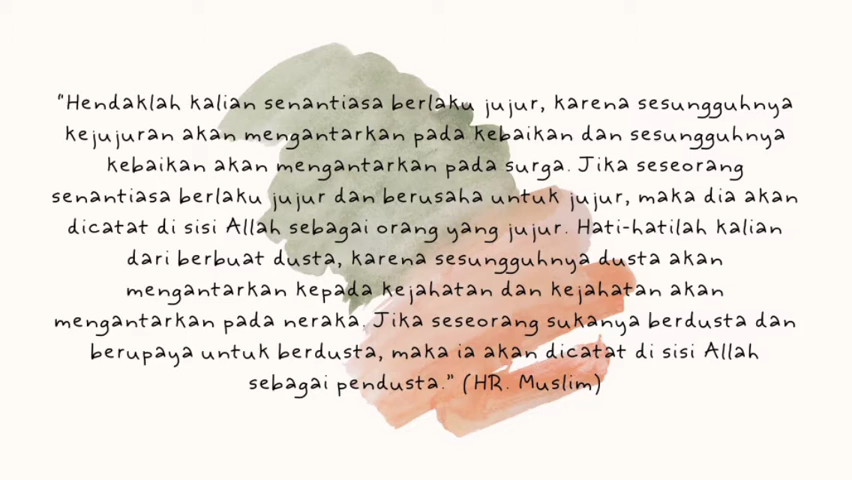 "Hendaklah kalian senantiasa berlaku jujur, karena sesungguhnya
kejujuran akan mengantarkan pada kebaikan dan sesungguhnya
kebaikan akan mengantarkan pada surga. Jika seseorang
senantiasa berlaku jujur dan berusaha untuk jujur, maka dia akan
dicatat di sisi Allah sebagai orang yang jujur. Hati-hatilah kalian
dari berbuat dusta, karena sesungguhnya dusta akan
mengantarkan kepada kejahatan dan kejahatan akan
mengantarkan pada neraka. Jika seseorang sukanya berdusta dan
berupaya untuk berdusta, maka ia akan dicatat di sisi Allah
sebagai pendusta." (HR. Muslim)